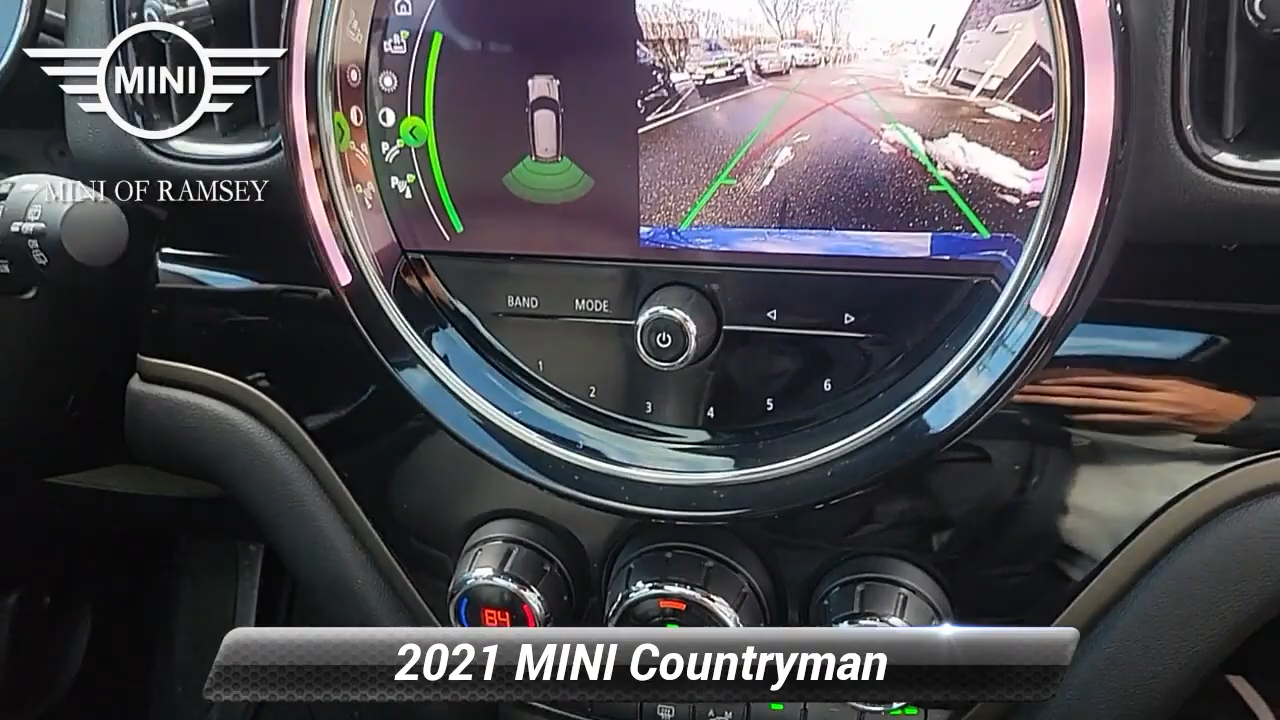 MINI
MINI OF RAMSEY
BAND MODE
1 2 3 4 5 6
84
2021 MINI Countryman